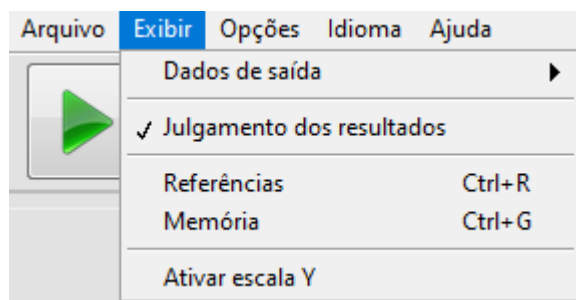 Arquivo Exibir Opções Idioma Ajuda
Dados de saída
Julgamento dos resultados
Referências Ctrl+R
Memória Ctrl+G
Ativar escala Y